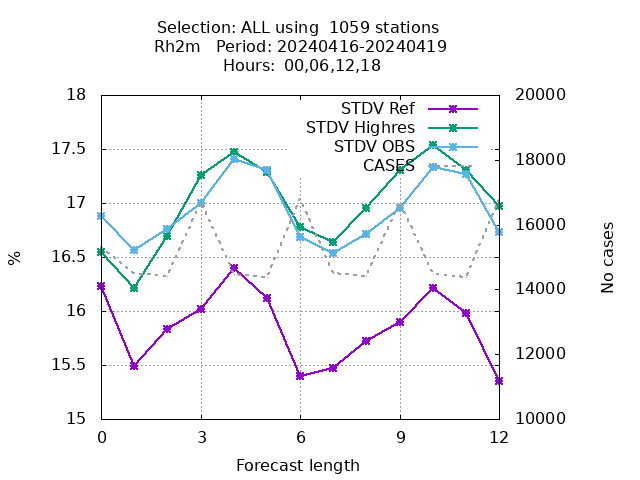 Selection: ALL using  1059 stations
Rh2m   Period: 20240416-20240419
Hours:  00,06,12,18
18
17.5
17
16.5
16
15.5
15
20000
18000
16000
14000
12000
10000
STDV Ref
STDV Highres
STDV OBS
CASES
%
No cases
0
3
6
9
12
Forecast length